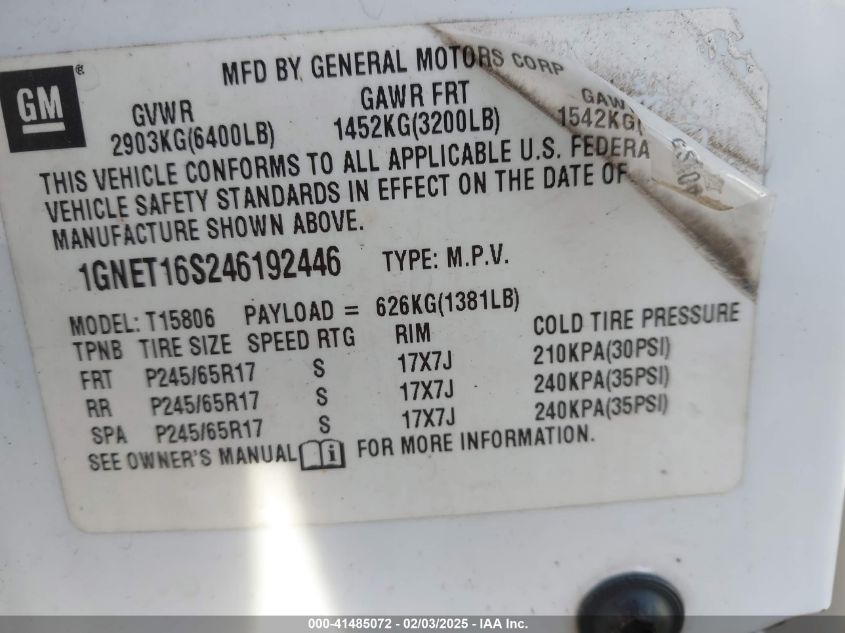 GM®
MFD BY GENERAL MOTORS CORP
GVWR GAWR FRT GAW
2903KG(6400LB) 1452KG(3200LB) 1542KG(
THIS VEHICLE CONFORMS TO ALL APPLICABLE U.S. FEDERA
VEHICLE SAFETY STANDARDS IN EFFECT ON THE DATE OF
MANUFACTURE SHOWN ABOVE.
1GNET16S246192446 TYPE: M.P.V.
MODEL: T15806 PAYLOAD = 626KG(1381LB)
TPNB TIRE SIZE SPEED RTG RIM COLD TIRE PRESSURE
FRT P245/65R17 S 17X7J 210KPA(30PSI)
RR P245/65R17 S 17X7J 240KPA(35PSI)
SPA P245/65R17 S 17X7J 240KPA(35PSI)
SEE OWNER'S MANUAL FOR MORE INFORMATION.
000-41485072 — 02/03/2025 — IAA Inc.